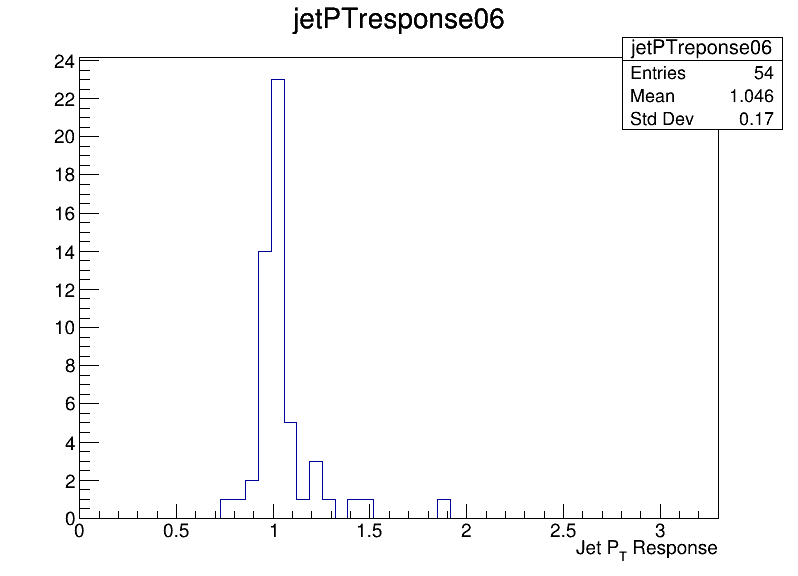 jetPTresponse06
jetPTreponse06
Entries 54
Mean 1.046
Std Dev 0.17
24
22
20
18
16
14
12
10
8
6
4
2
0
0 0.5 1 1.5 2 2.5 3
Jet P_T Response